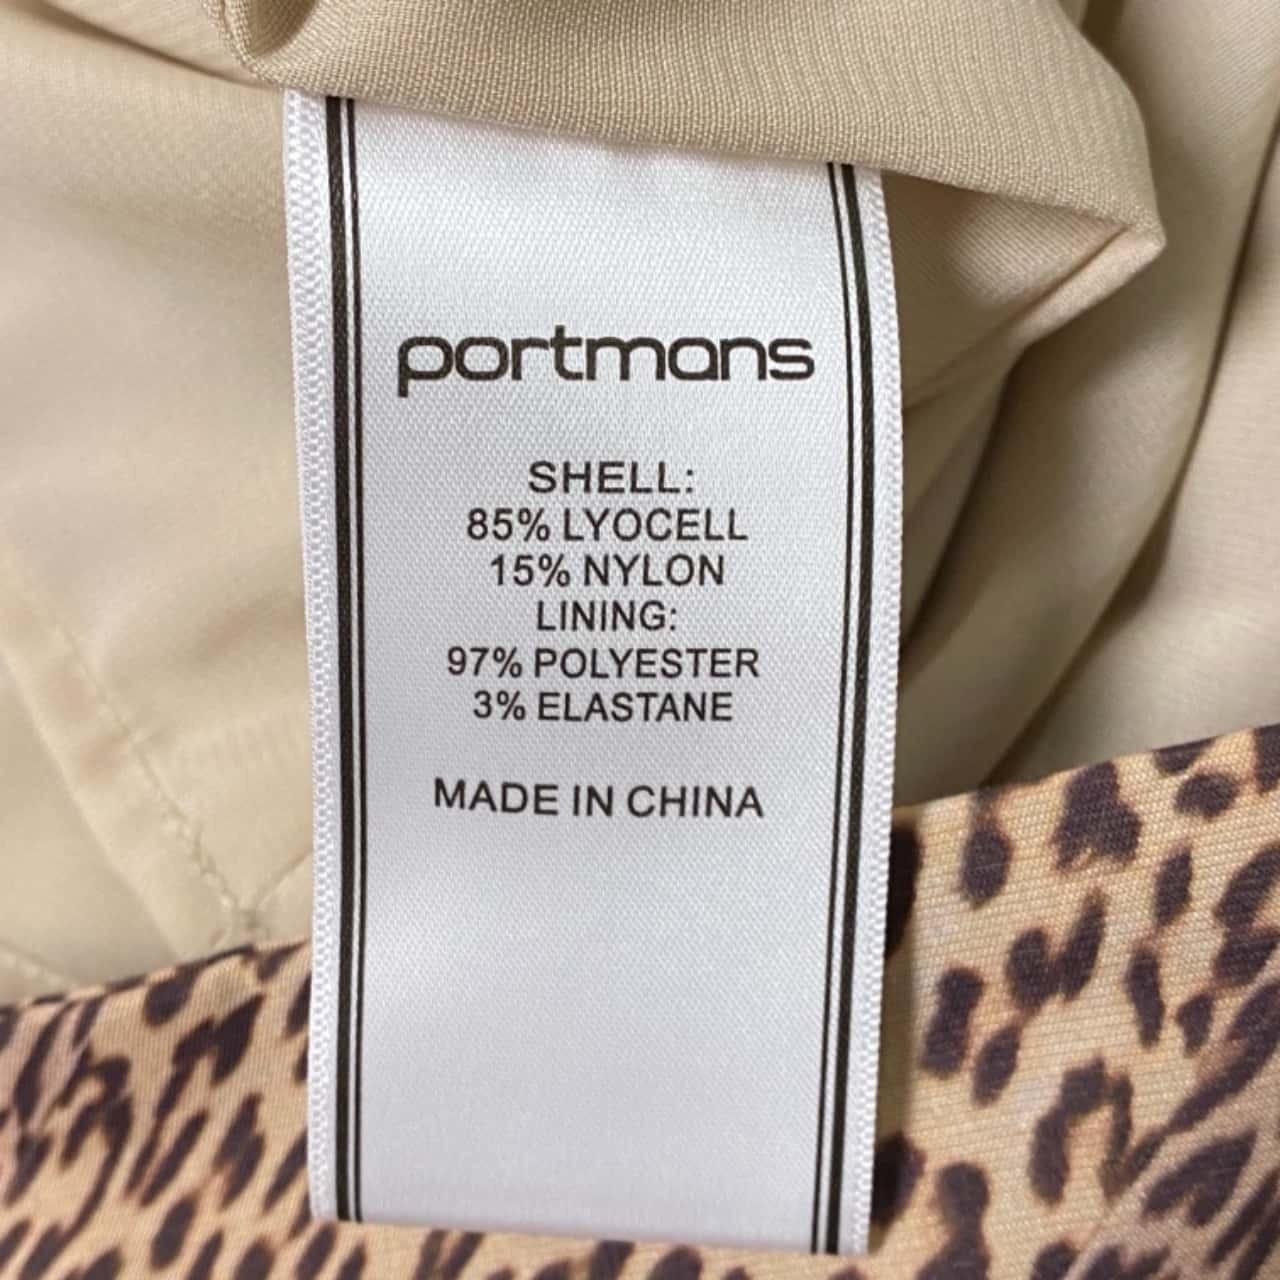 portmans
SHELL:
85% LYOCELL
15% NYLON
LINING:
97% POLYESTER
3% ELASTANE
MADE IN CHINA